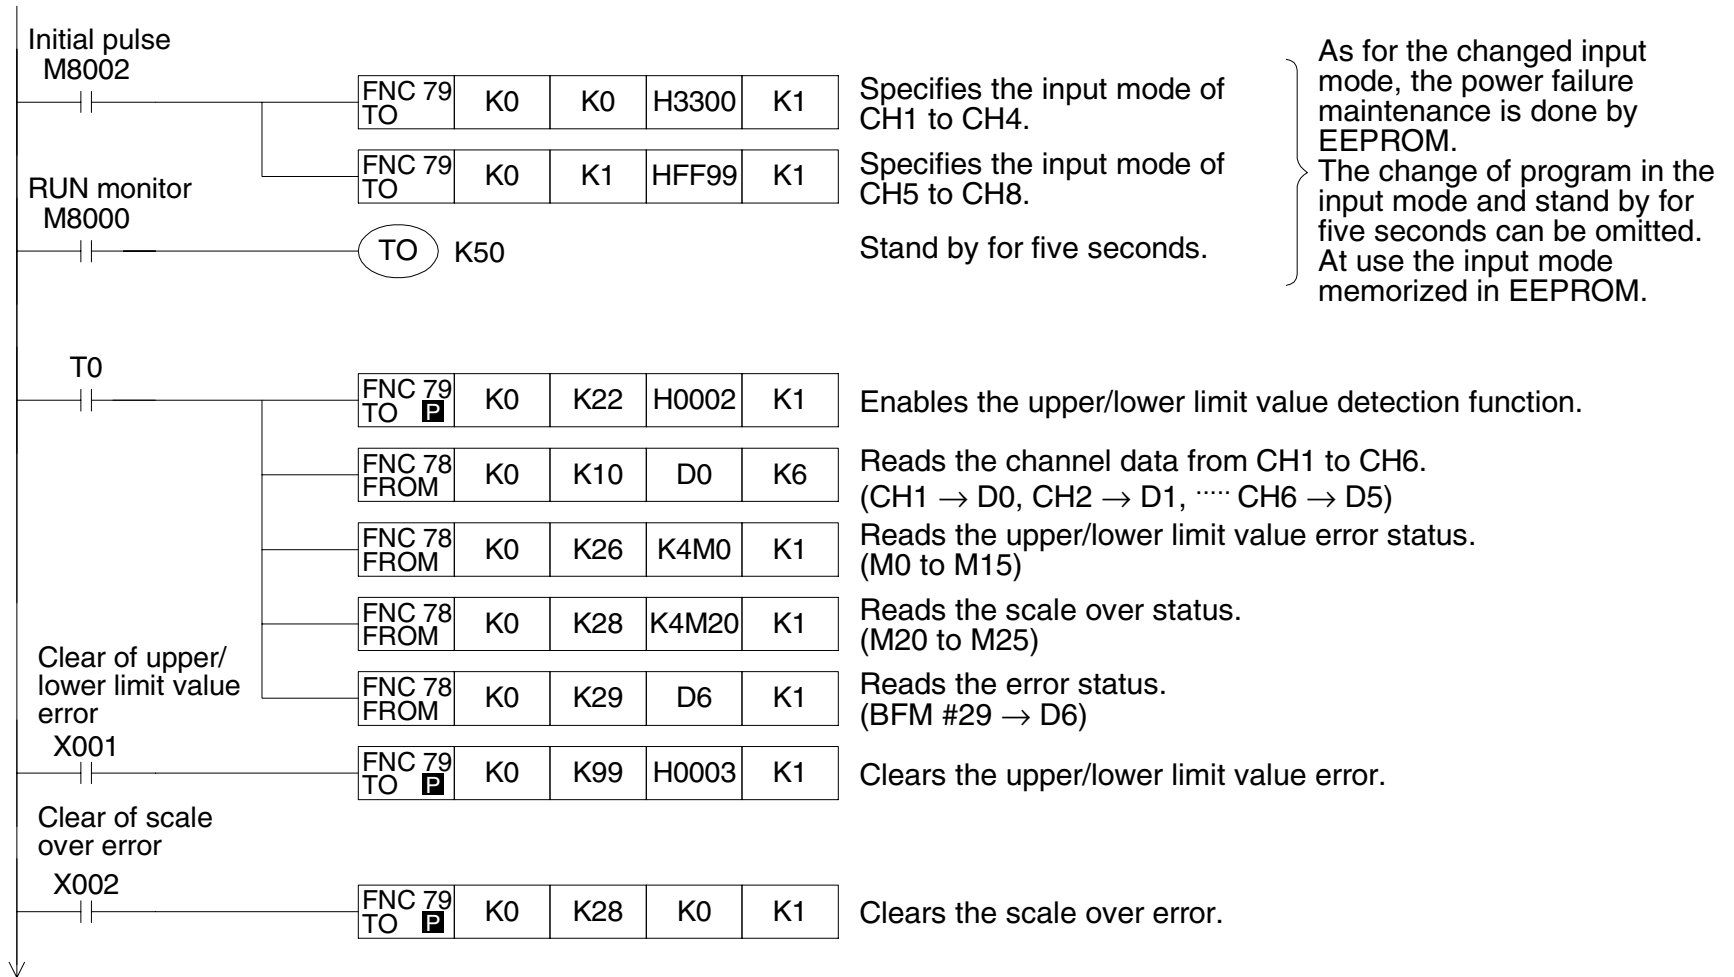 Initial pulse
M8002
FNC 79
TO
K0
K0
H3300
K1
Specifies the input mode of
CH1 to CH4.
FNC 79
TO
K0
K1
HFF99
K1
Specifies the input mode of
CH5 to CH8.
RUN monitor
M8000
TO
K50
Stand by for five seconds.
As for the changed input
mode, the power failure
maintenance is done by
EEPROM.
The change of program in the
input mode and stand by for
five seconds can be omitted.
At use the input mode
memorized in EEPROM.
T0
FNC 79
TO P
K0
K22
H0002
K1
Enables the upper/lower limit value detection function.
FNC 78
FROM
K0
K10
D0
K6
Reads the channel data from CH1 to CH6.
(CH1 → D0, CH2 → D1, ····· CH6 → D5)
FNC 78
FROM
K0
K26
K4M0
K1
Reads the upper/lower limit value error status.
(M0 to M15)
FNC 78
FROM
K0
K28
K4M20
K1
Reads the scale over status.
(M20 to M25)
FNC 78
FROM
K0
K29
D6
K1
Reads the error status.
(BFM #29 → D6)
Clear of upper/
lower limit value
error
X001
FNC 79
TO P
K0
K99
H0003
K1
Clears the upper/lower limit value error.
Clear of scale
over error
X002
FNC 79
TO P
K0
K28
K0
K1
Clears the scale over error.